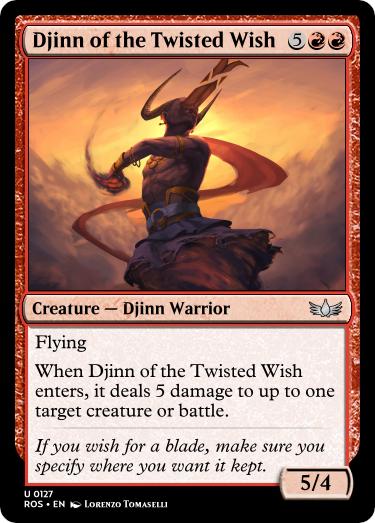 Djinn of the Twisted Wish 5
Creature — Djinn Warrior
Flying
When Djinn of the Twisted Wish
enters, it deals 5 damage to up to one
target creature or battle.
If you wish for a blade, make sure you
specify where you want it kept.
5/4
U 0127
ROS • EN Lorenzo Tomaselli